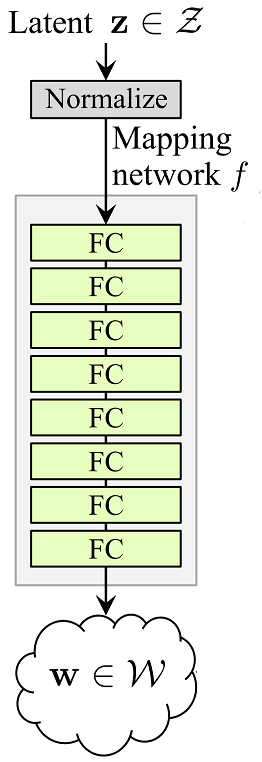 Latent z ∈ 𝒵
Normalize
Mapping
network f
FC
FC
FC
FC
FC
FC
FC
FC
w ∈ 𝒲